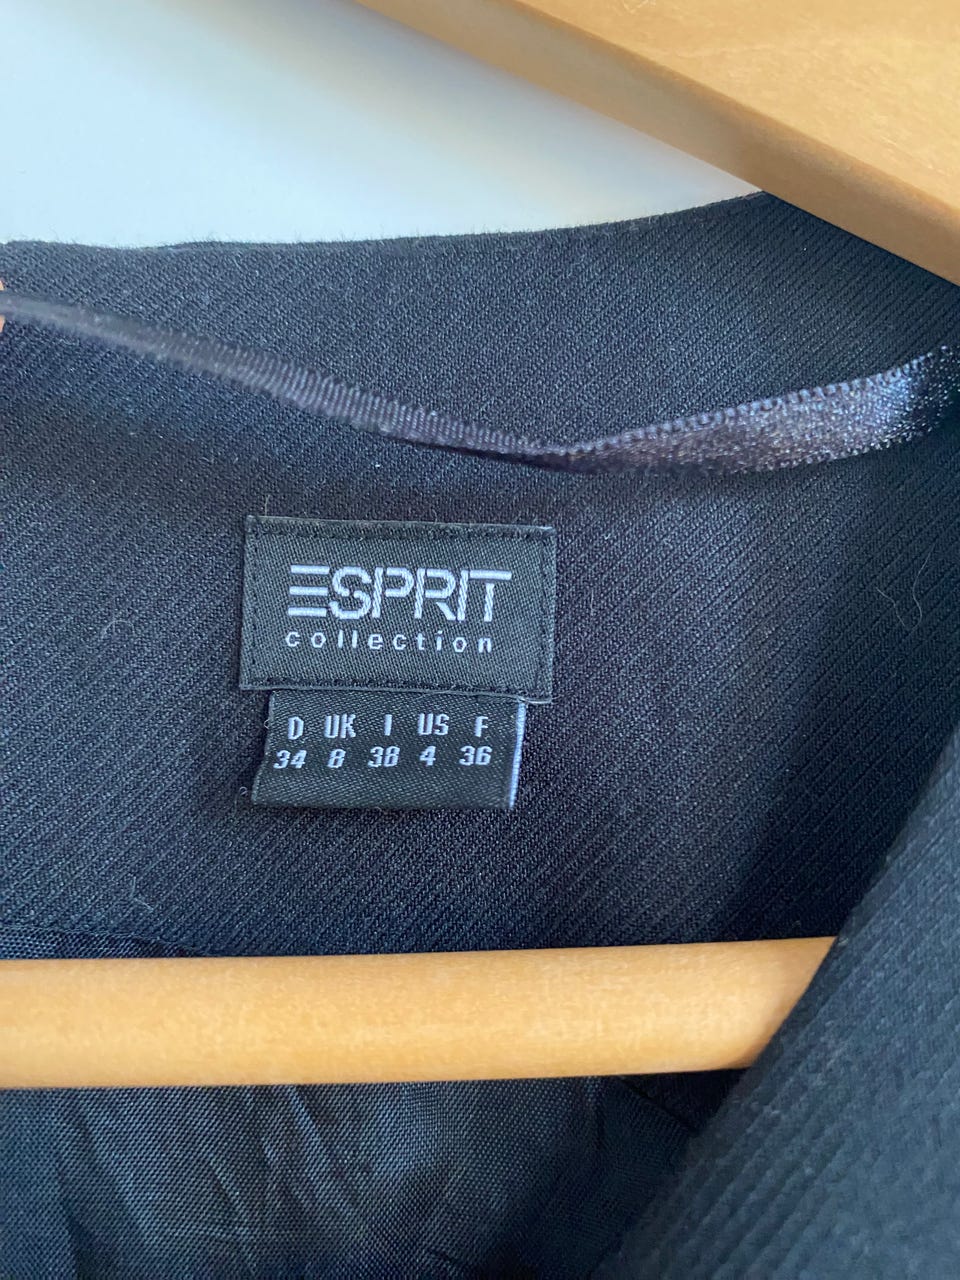 ESPRIT
collection
D UK I US F
34 8 38 4 36